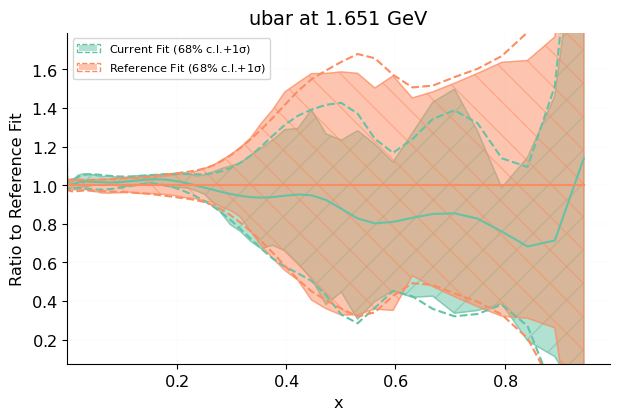 ubar at 1.651 GeV
Current Fit (68% c.l.+1σ)
Reference Fit (68% c.l.+1σ)
Ratio to Reference Fit
1.6
1.4
1.2
1.0
0.8
0.6
0.4
0.2
0.2 0.4 0.6 0.8
x